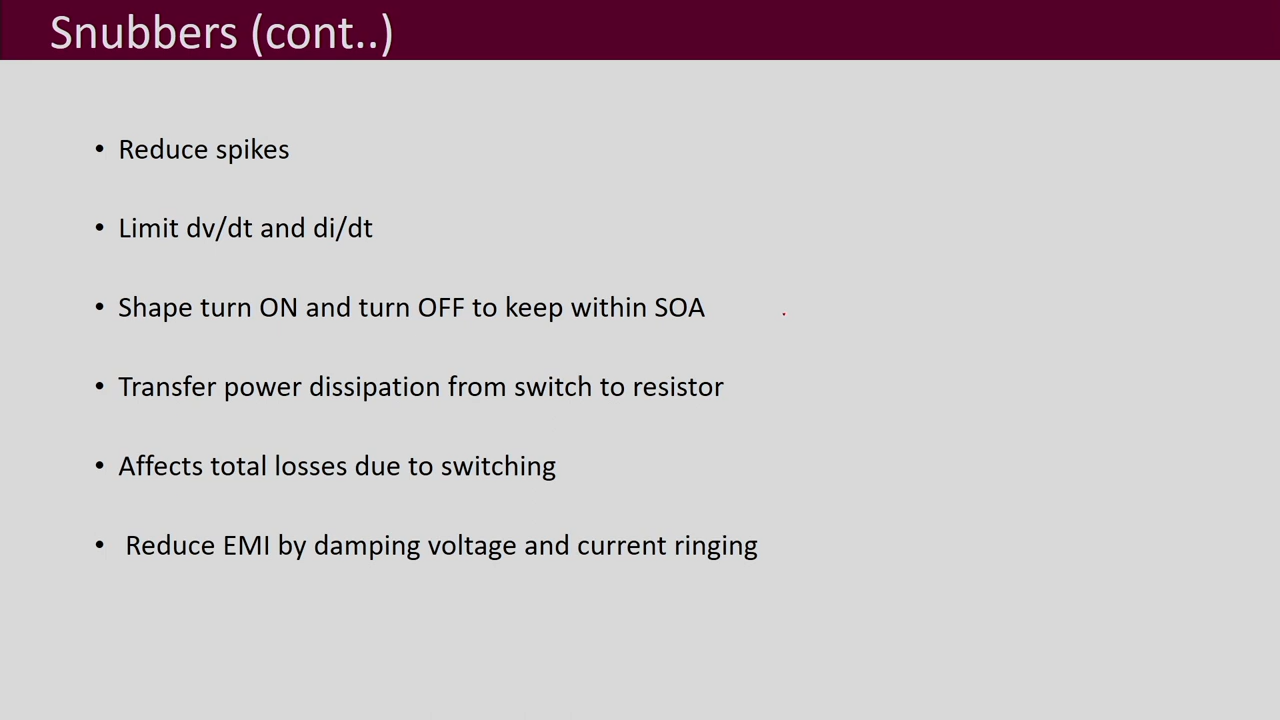 Snubbers (cont..)
• Reduce spikes
• Limit dv/dt and di/dt
• Shape turn ON and turn OFF to keep within SOA
• Transfer power dissipation from switch to resistor
• Affects total losses due to switching
• Reduce EMI by damping voltage and current ringing